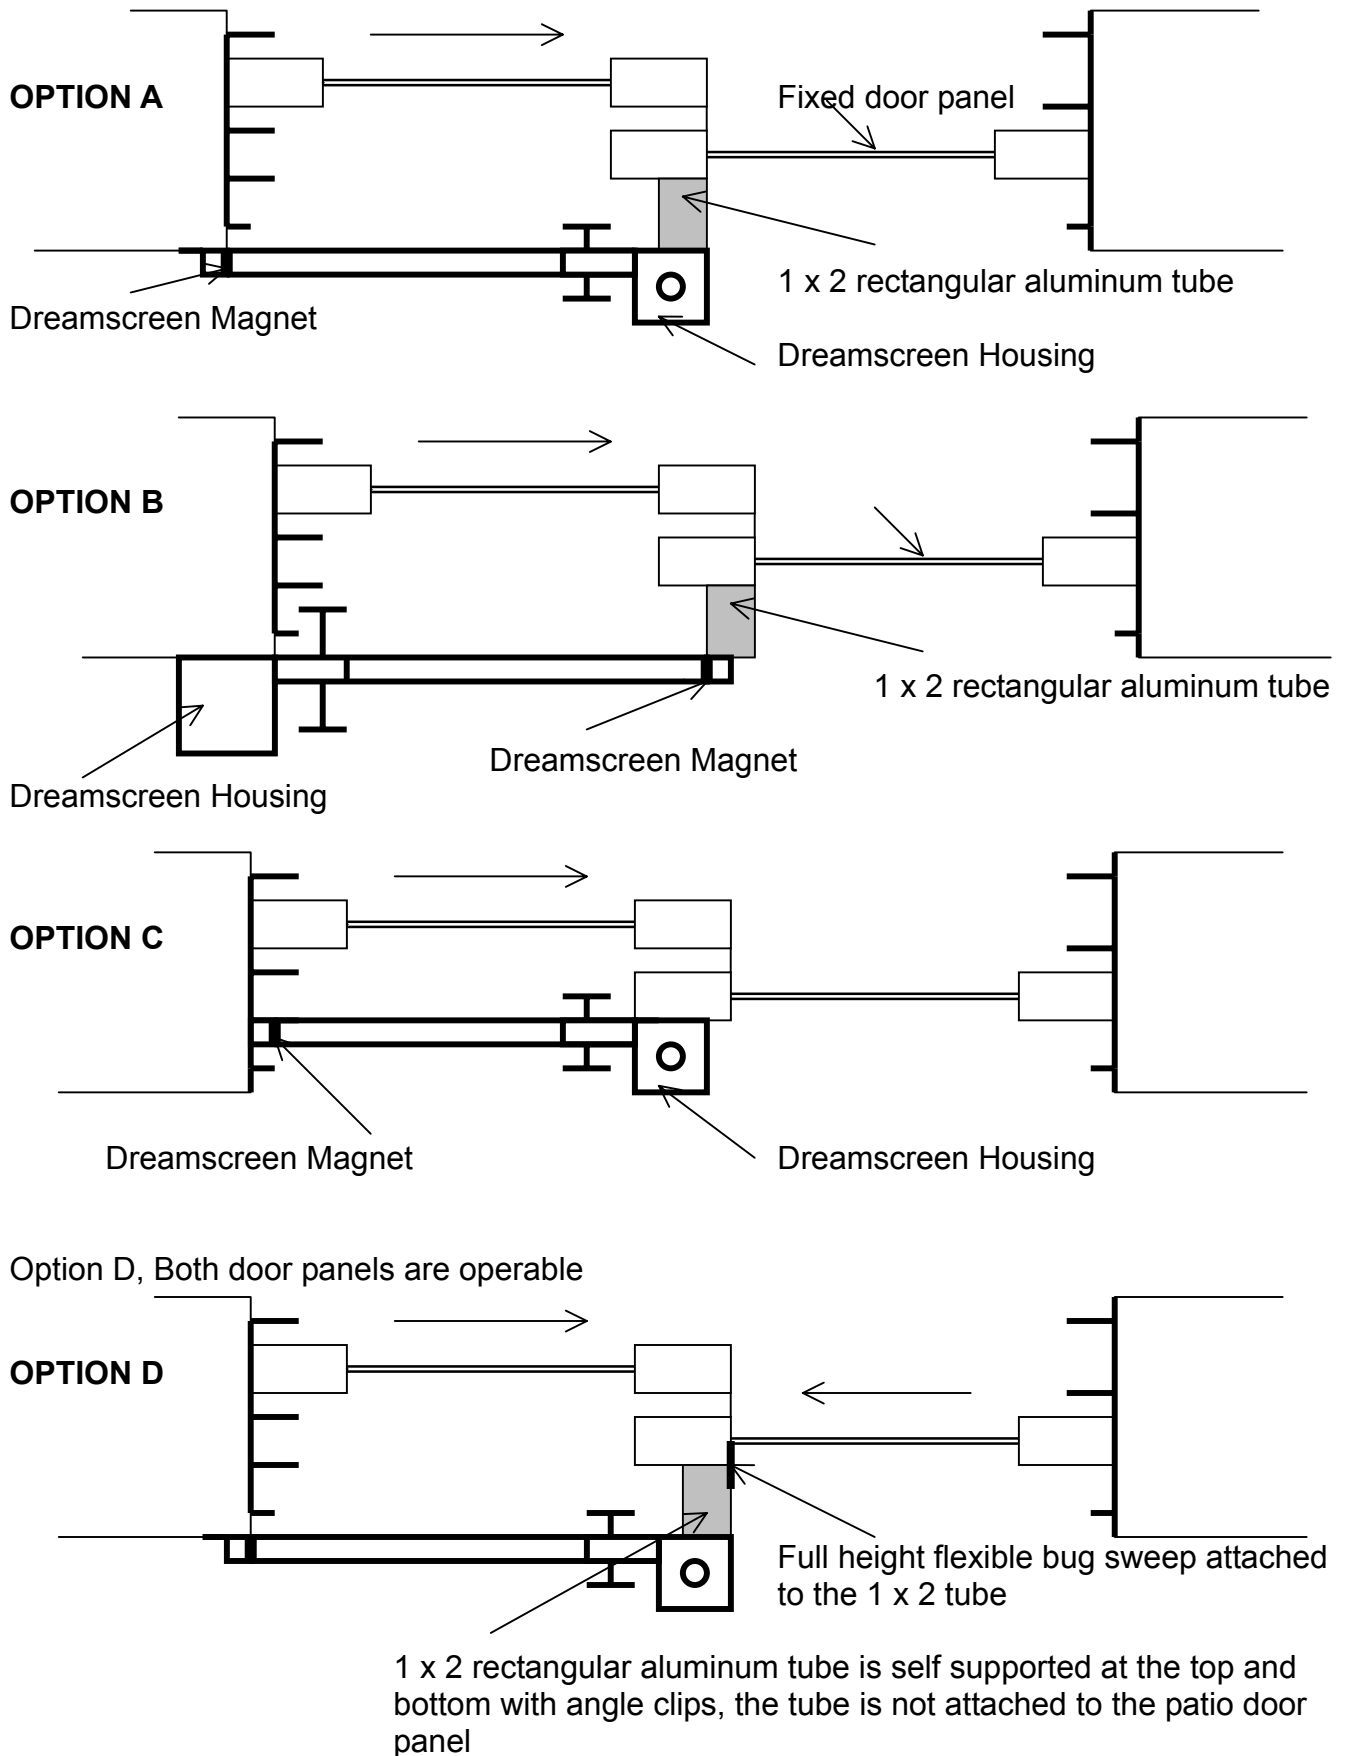 OPTION A
Fixed door panel
1 x 2 rectangular aluminum tube
Dreamscreen Magnet
Dreamscreen Housing
OPTION B
1 x 2 rectangular aluminum tube
Dreamscreen Magnet
Dreamscreen Housing
OPTION C
Dreamscreen Magnet
Dreamscreen Housing
Option D, Both door panels are operable
OPTION D
Full height flexible bug sweep attached
to the 1 x 2 tube
1 x 2 rectangular aluminum tube is self supported at the top and
bottom with angle clips, the tube is not attached to the patio door
panel